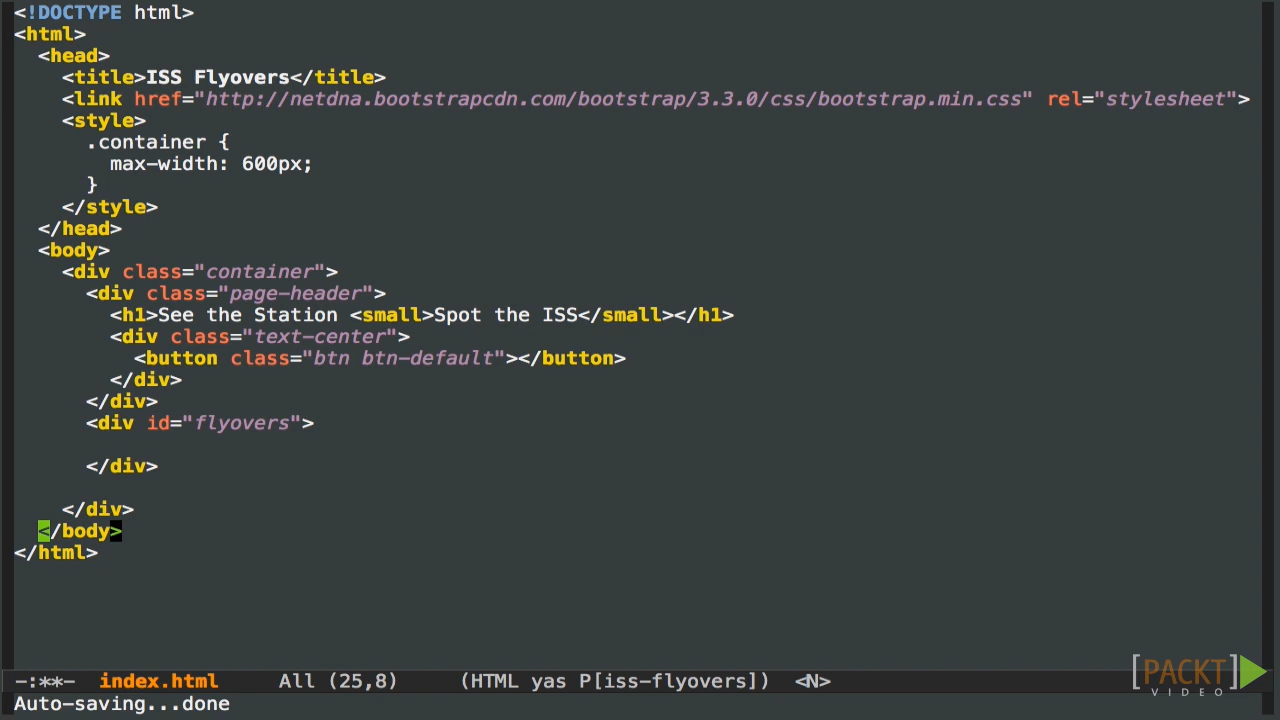 <!DOCTYPE html>
<html>
  <head>
    <title>ISS Flyovers</title>
    <link href="http://netdna.bootstrapcdn.com/bootstrap/3.3.0/css/bootstrap.min.css" rel="stylesheet">
    <style>
      .container {
        max-width: 600px;
      }
    </style>
  </head>
  <body>
    <div class="container">
      <div class="page-header">
        <h1>See the Station <small>Spot the ISS</small></h1>
        <div class="text-center">
          <button class="btn btn-default"></button>
        </div>
      </div>
      <div id="flyovers">
      </div>
    </div>
  </body>
</html>
-:**-  index.html     All (25,8)     (HTML yas P[iss-flyovers])  <N>
Auto-saving...done
[PACKT]
VIDEO